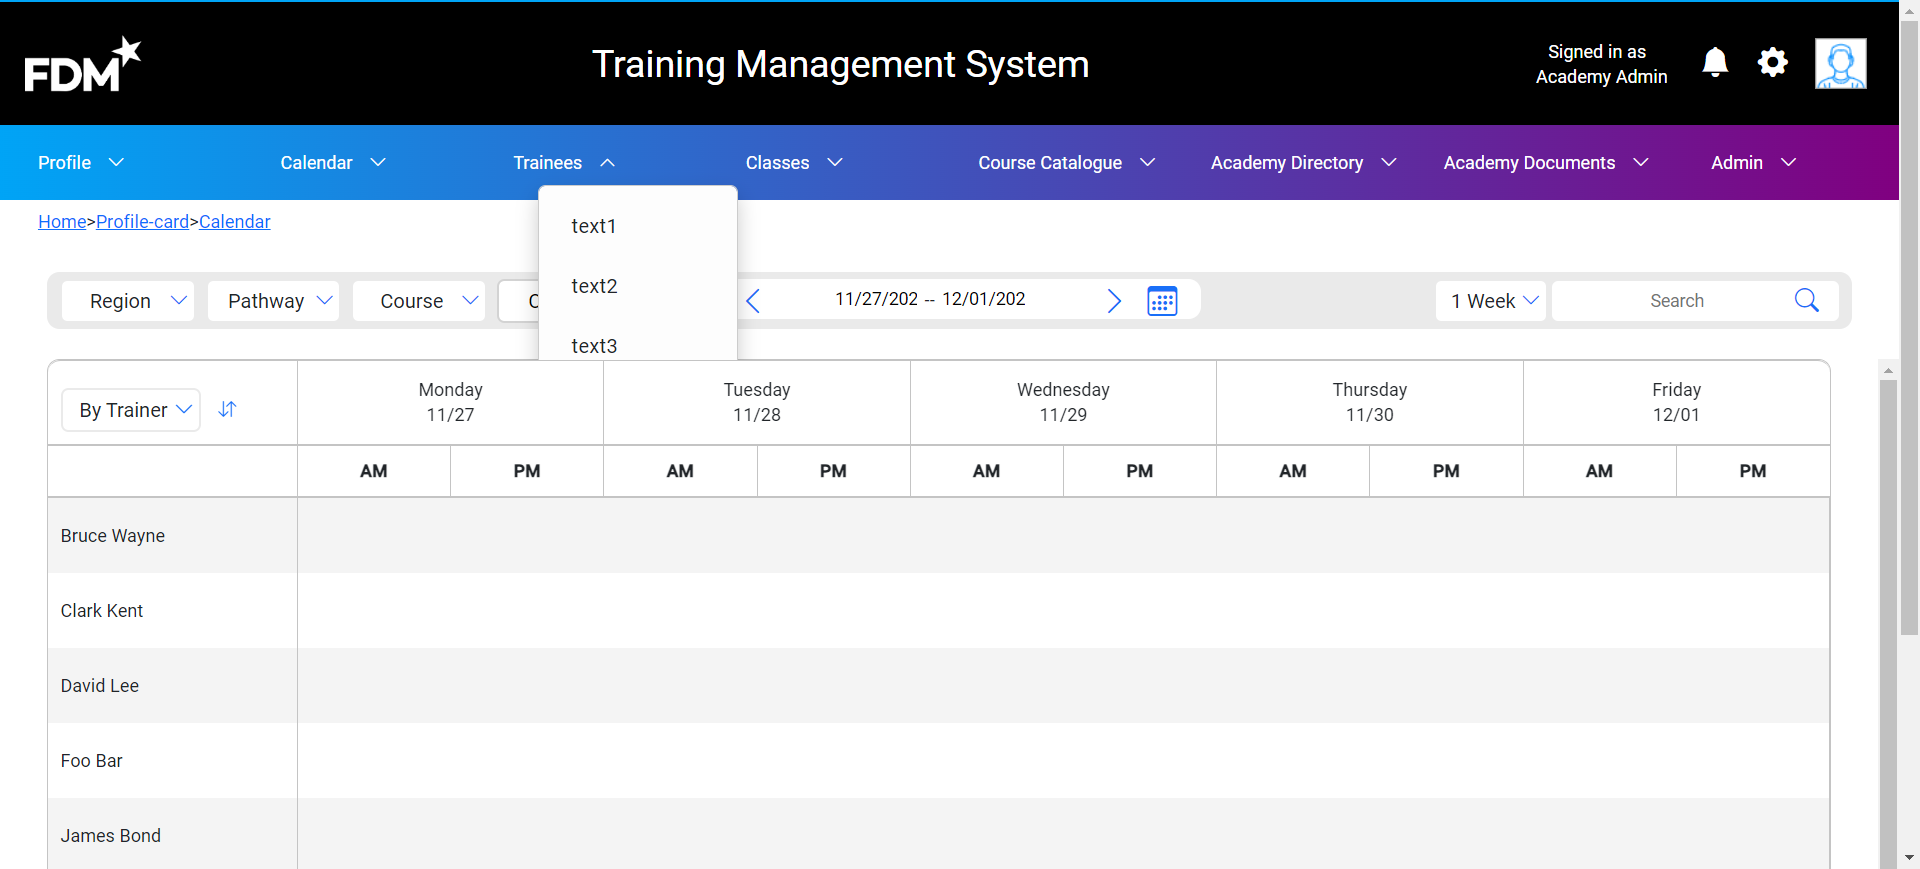 FDM
Training Management System
Signed in as
Academy Admin
Profile Calendar Trainees Classes Course Catalogue Academy Directory Academy Documents Admin
Home>Profile-card>Calendar
text1
text2
text3
Region Pathway Course 11/27/202 -- 12/01/202 1 Week Search
By Trainer
Monday Tuesday Wednesday Thursday Friday
11/27 11/28 11/29 11/30 12/01
AM PM AM PM AM PM AM PM AM PM
Bruce Wayne
Clark Kent
David Lee
Foo Bar
James Bond